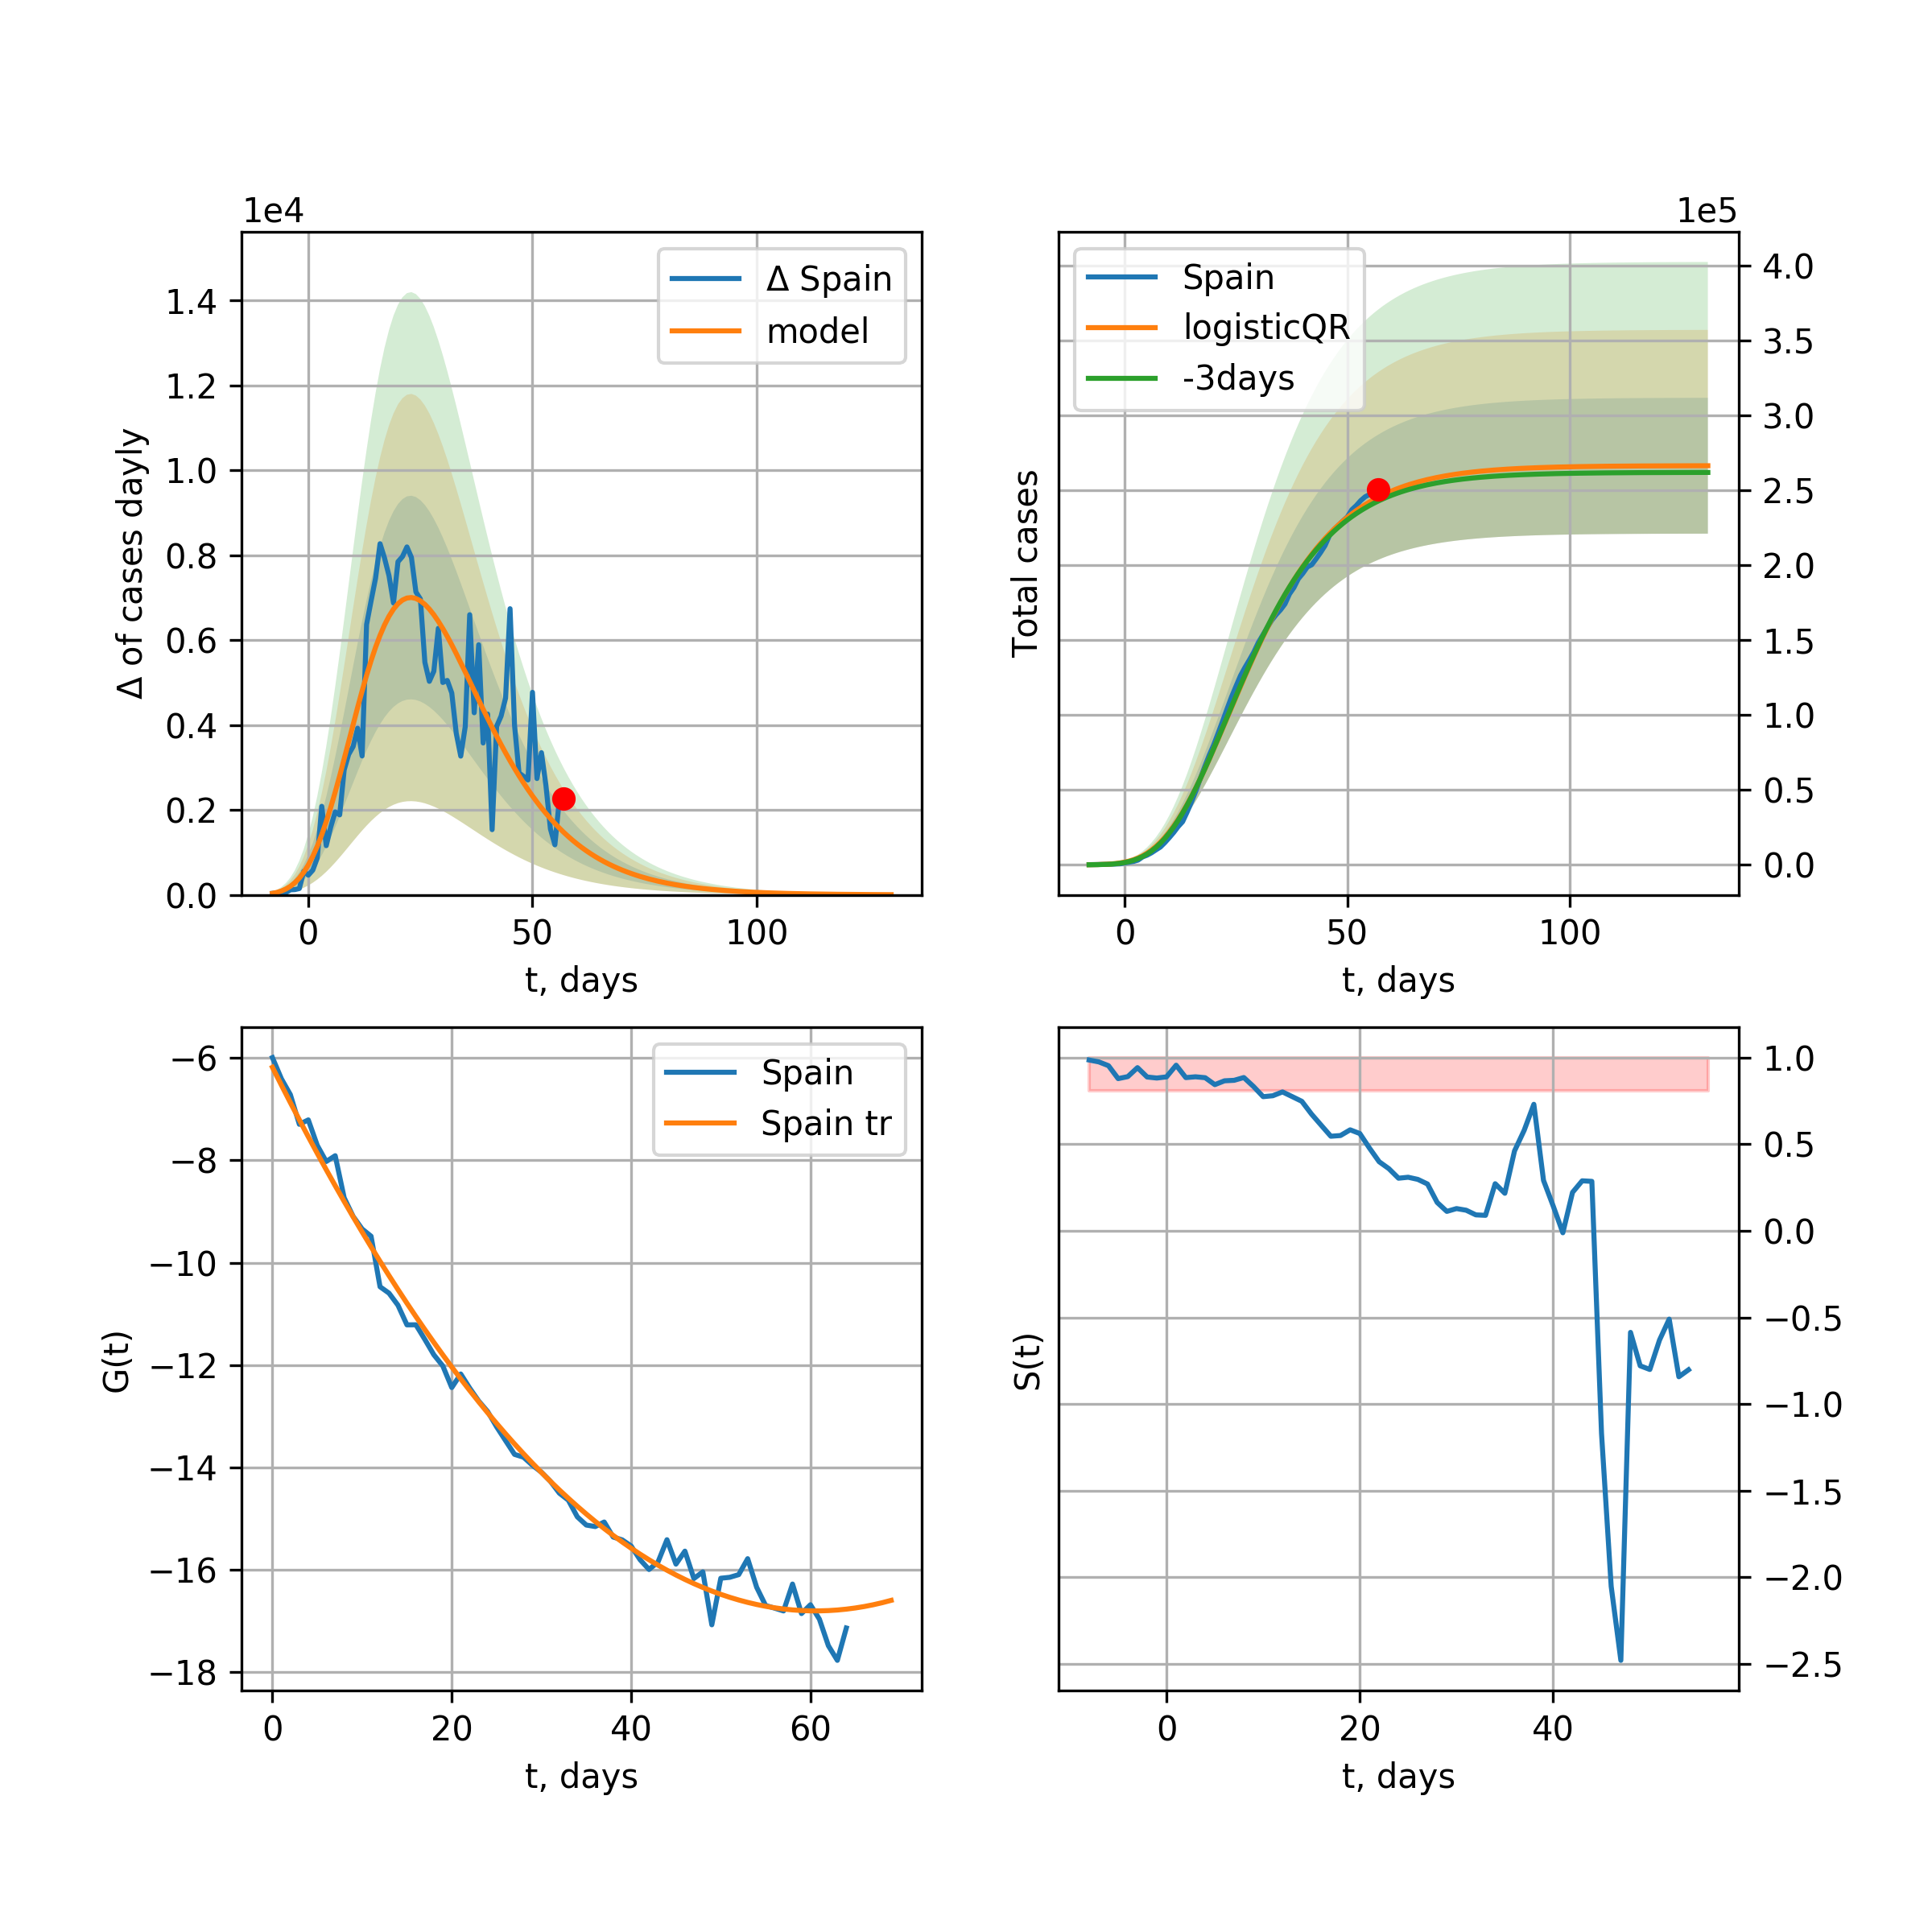 1e4
Δ of cases dayly
1.4
1.2
1.0
0.8
0.6
0.4
0.2
0.0
0 50 100
t, days
Δ Spain
model
1e5
Total cases
4.0
3.5
3.0
2.5
2.0
1.5
1.0
0.5
0.0
0 50 100
t, days
Spain
logisticQR
-3days
G(t)
−6
−8
−10
−12
−14
−16
−18
0 20 40 60
t, days
Spain
Spain tr
S(t)
1.0
0.5
0.0
−0.5
−1.0
−1.5
−2.0
−2.5
0 20 40
t, days